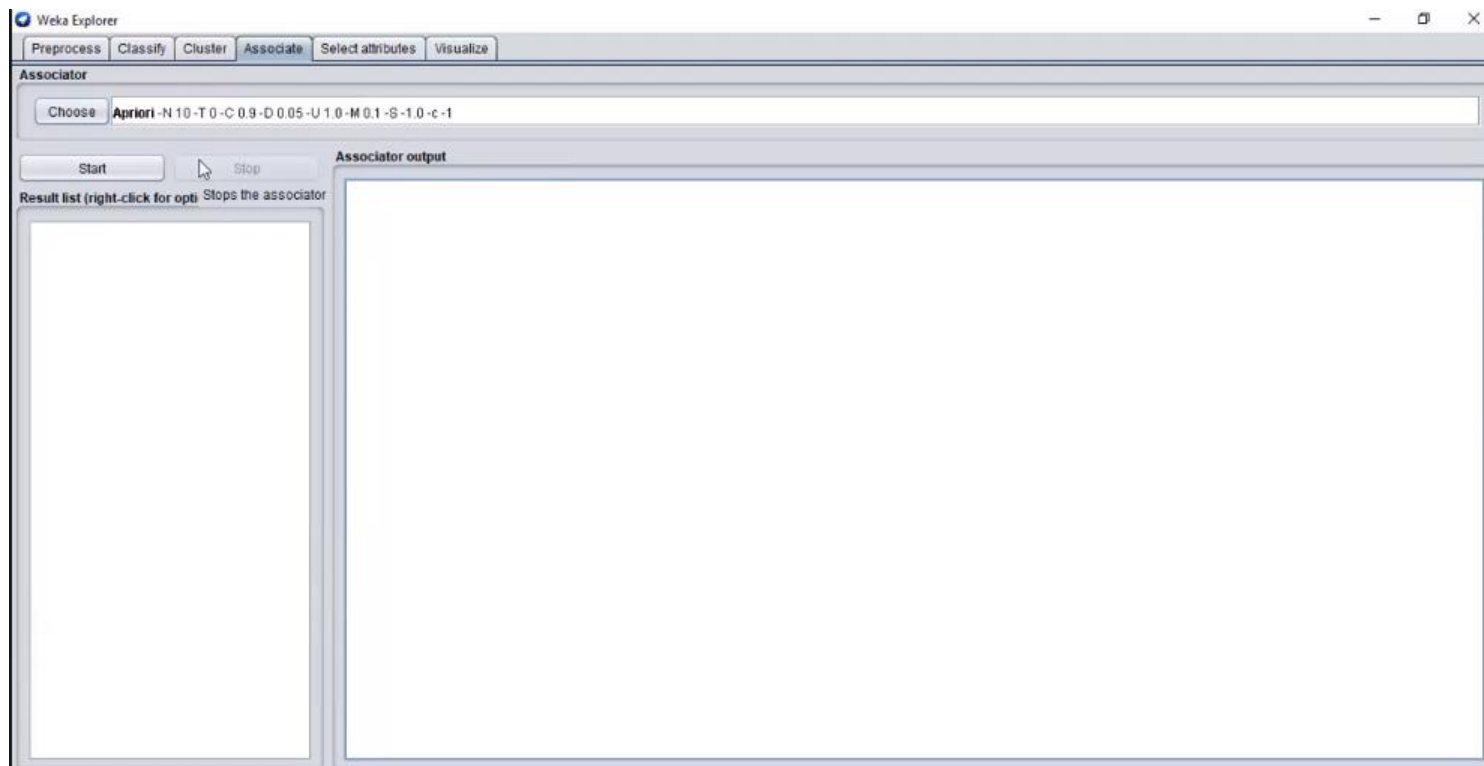 Weka Explorer
Preprocess Classify Cluster Associate Select attributes Visualize
Associator
Choose Apriori -N 10 -T 0 -C 0.9 -D 0.05 -U 1.0 -M 0.1 -S -1.0 -c -1
Start Stop
Associator output
Result list (right-click for opti
Stops the associator